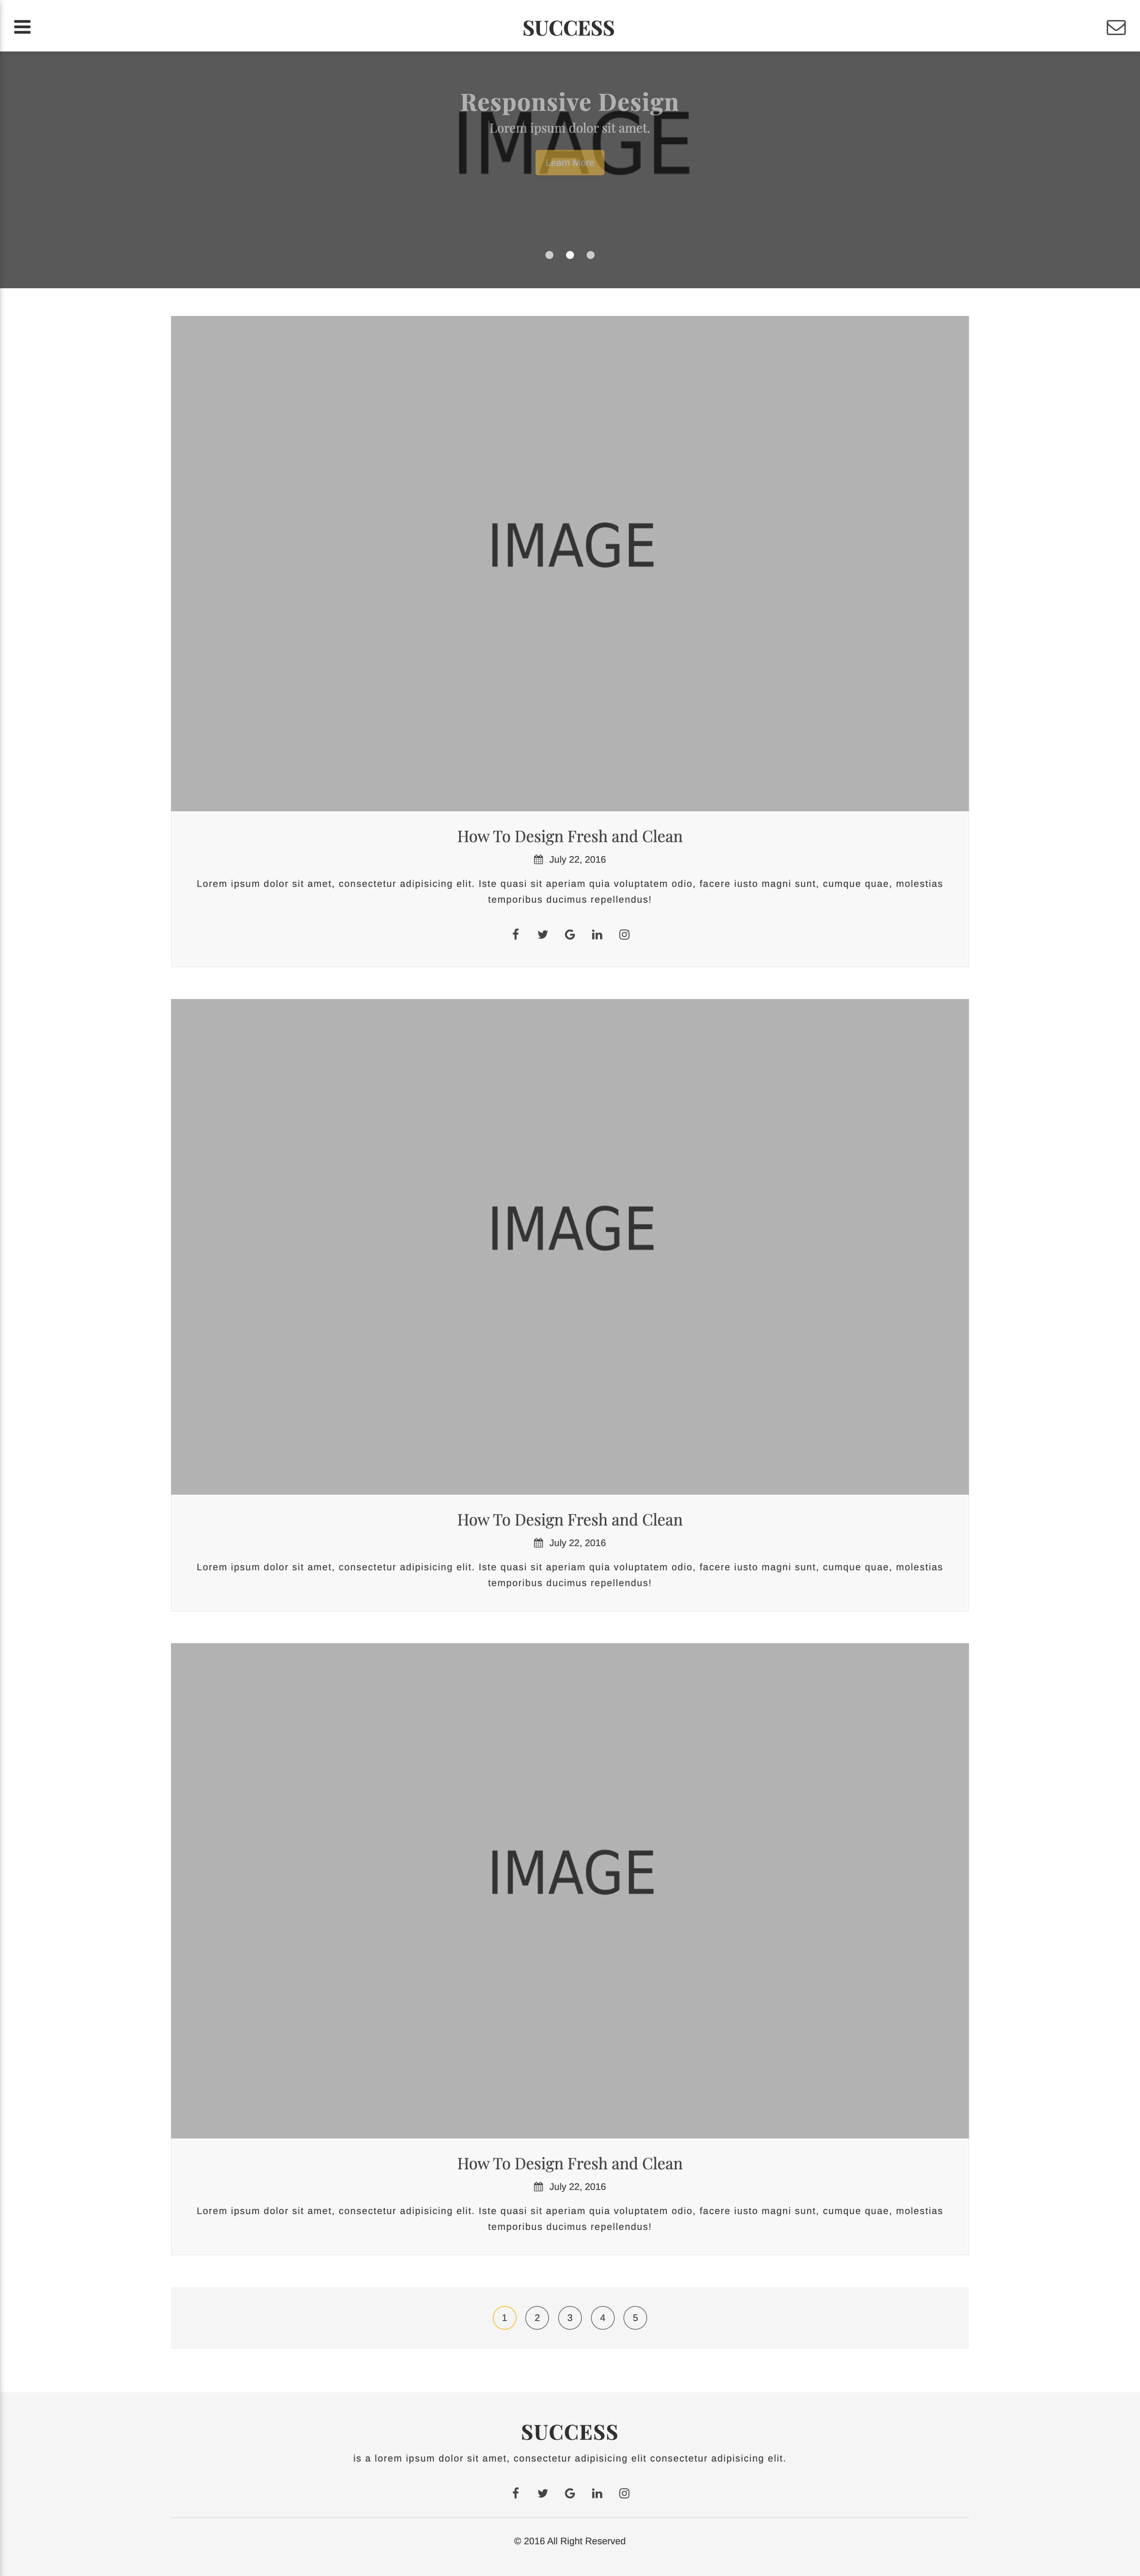 SUCCESS
IMAGE
Responsive Design
Lorem ipsum dolor sit amet.
Learn More
IMAGE
How To Design Fresh and Clean
July 22, 2016
Lorem ipsum dolor sit amet, consectetur adipisicing elit. Iste quasi sit aperiam quia voluptatem odio, facere iusto magni sunt, cumque quae, molestias
temporibus ducimus repellendus!
IMAGE
How To Design Fresh and Clean
July 22, 2016
Lorem ipsum dolor sit amet, consectetur adipisicing elit. Iste quasi sit aperiam quia voluptatem odio, facere iusto magni sunt, cumque quae, molestias
temporibus ducimus repellendus!
IMAGE
How To Design Fresh and Clean
July 22, 2016
Lorem ipsum dolor sit amet, consectetur adipisicing elit. Iste quasi sit aperiam quia voluptatem odio, facere iusto magni sunt, cumque quae, molestias
temporibus ducimus repellendus!
1 2 3 4 5
SUCCESS
is a lorem ipsum dolor sit amet, consectetur adipisicing elit consectetur adipisicing elit.
© 2016 All Right Reserved